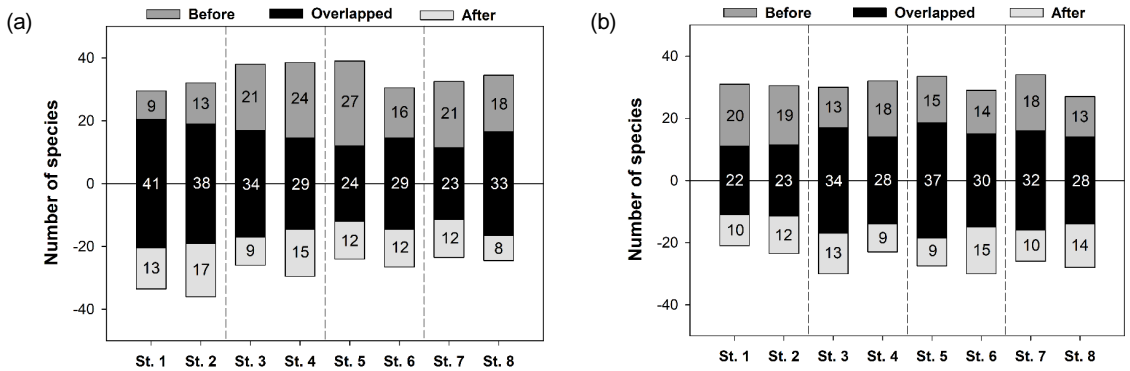 (a)
Before Overlapped After
Number of species
40
20
0
-20
-40
9 13 21 24 27 16 21 18
41 38 34 29 24 29 23 33
13 17 9 15 12 12 12 8
St. 1 St. 2 St. 3 St. 4 St. 5 St. 6 St. 7 St. 8
(b)
Before Overlapped After
Number of species
40
20
0
-20
-40
20 19 13 18 15 14 18 13
22 23 34 28 37 30 32 28
10 12 13 9 9 15 10 14
St. 1 St. 2 St. 3 St. 4 St. 5 St. 6 St. 7 St. 8